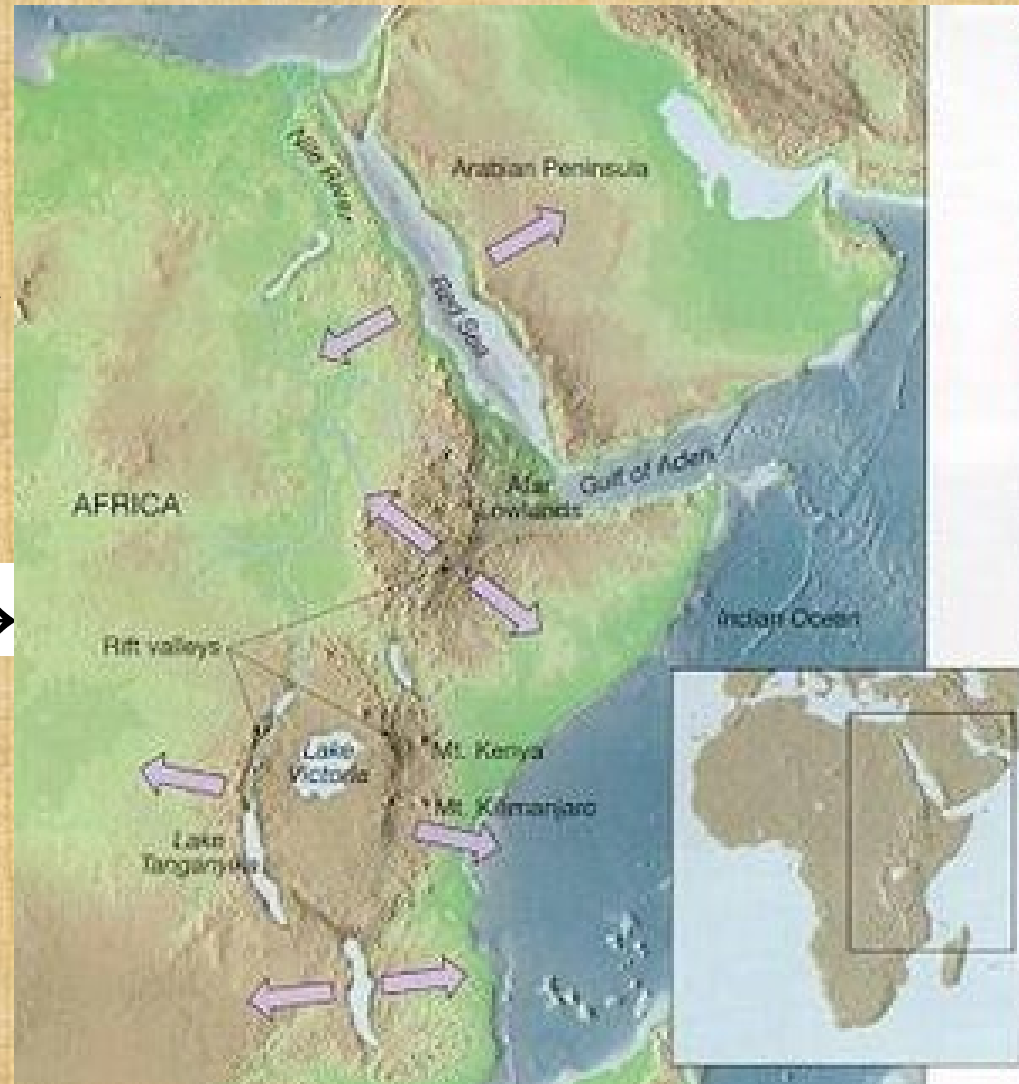 Nile River
Arabian Peninsula
Red Sea
AFRICA
Afar
Lowlands
Gulf of Aden
Indian Ocean
Rift valleys
Lake
Victoria
Mt. Kenya
Mt. Kilimanjaro
Lake
Tanganyika